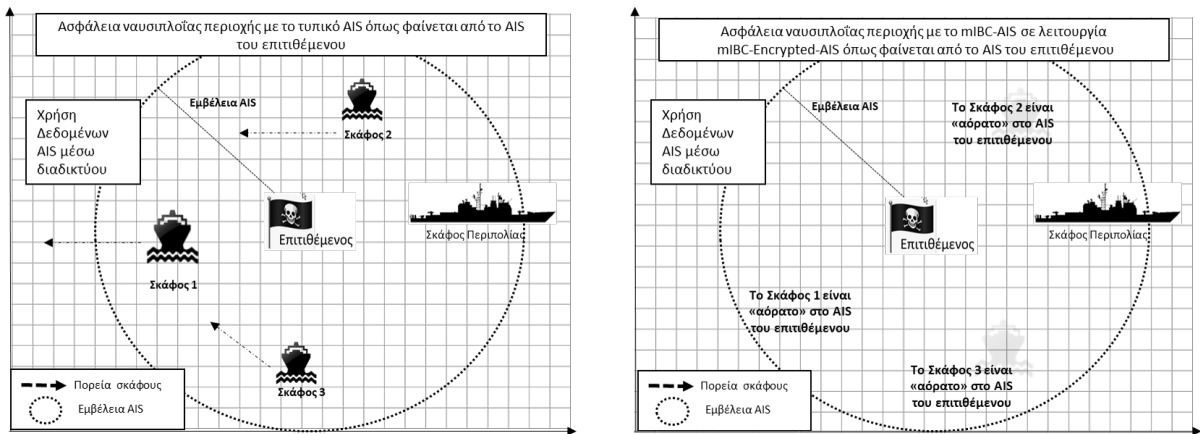 Ασφάλεια ναυσιπλοΐας περιοχής με το τυπικό AIS όπως φαίνεται από το AIS
του επιτιθέμενου
Χρήση
Δεδομένων
AIS μέσω
διαδικτύου
Εμβέλεια AIS
Σκάφος 2
Επιτιθέμενος
Σκάφος Περιπολίας
Σκάφος 1
Σκάφος 3
Πορεία σκάφους
Εμβέλεια AIS
Ασφάλεια ναυσιπλοΐας περιοχής με το mIBC-AIS σε λειτουργία
mIBC-Encrypted-AIS όπως φαίνεται από το AIS του επιτιθέμενου
Χρήση
Δεδομένων
AIS μέσω
διαδικτύου
Εμβέλεια AIS
Το Σκάφος 2 είναι
«αόρατο» στο AIS
του επιτιθέμενου
Επιτιθέμενος
Σκάφος Περιπολίας
Το Σκάφος 1 είναι
«αόρατο» στο AIS
του επιτιθέμενου
Το Σκάφος 3 είναι
«αόρατο» στο AIS
του επιτιθέμενου
Πορεία σκάφους
Εμβέλεια AIS